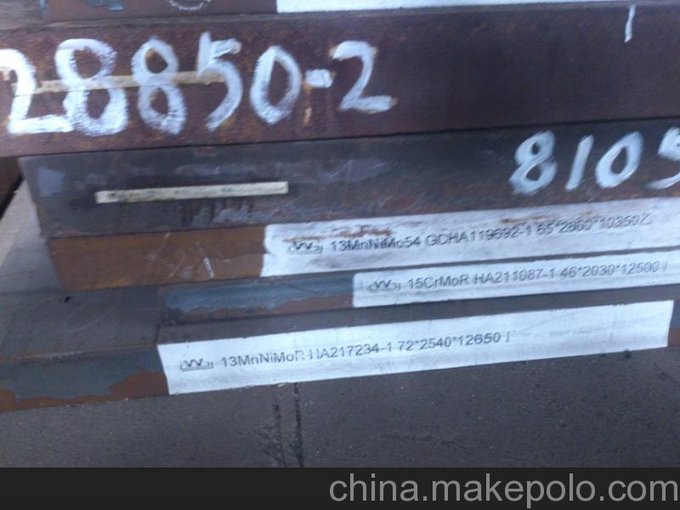 28850-2
1
8105
13MnNiMo54 GCHA119692-1 65*2860*10350Z
15CrMoR HA211087-1 46*2030*12500 /
13MnNiMoR HA217234-1 72*2540*12650 /
china.makepolo.com